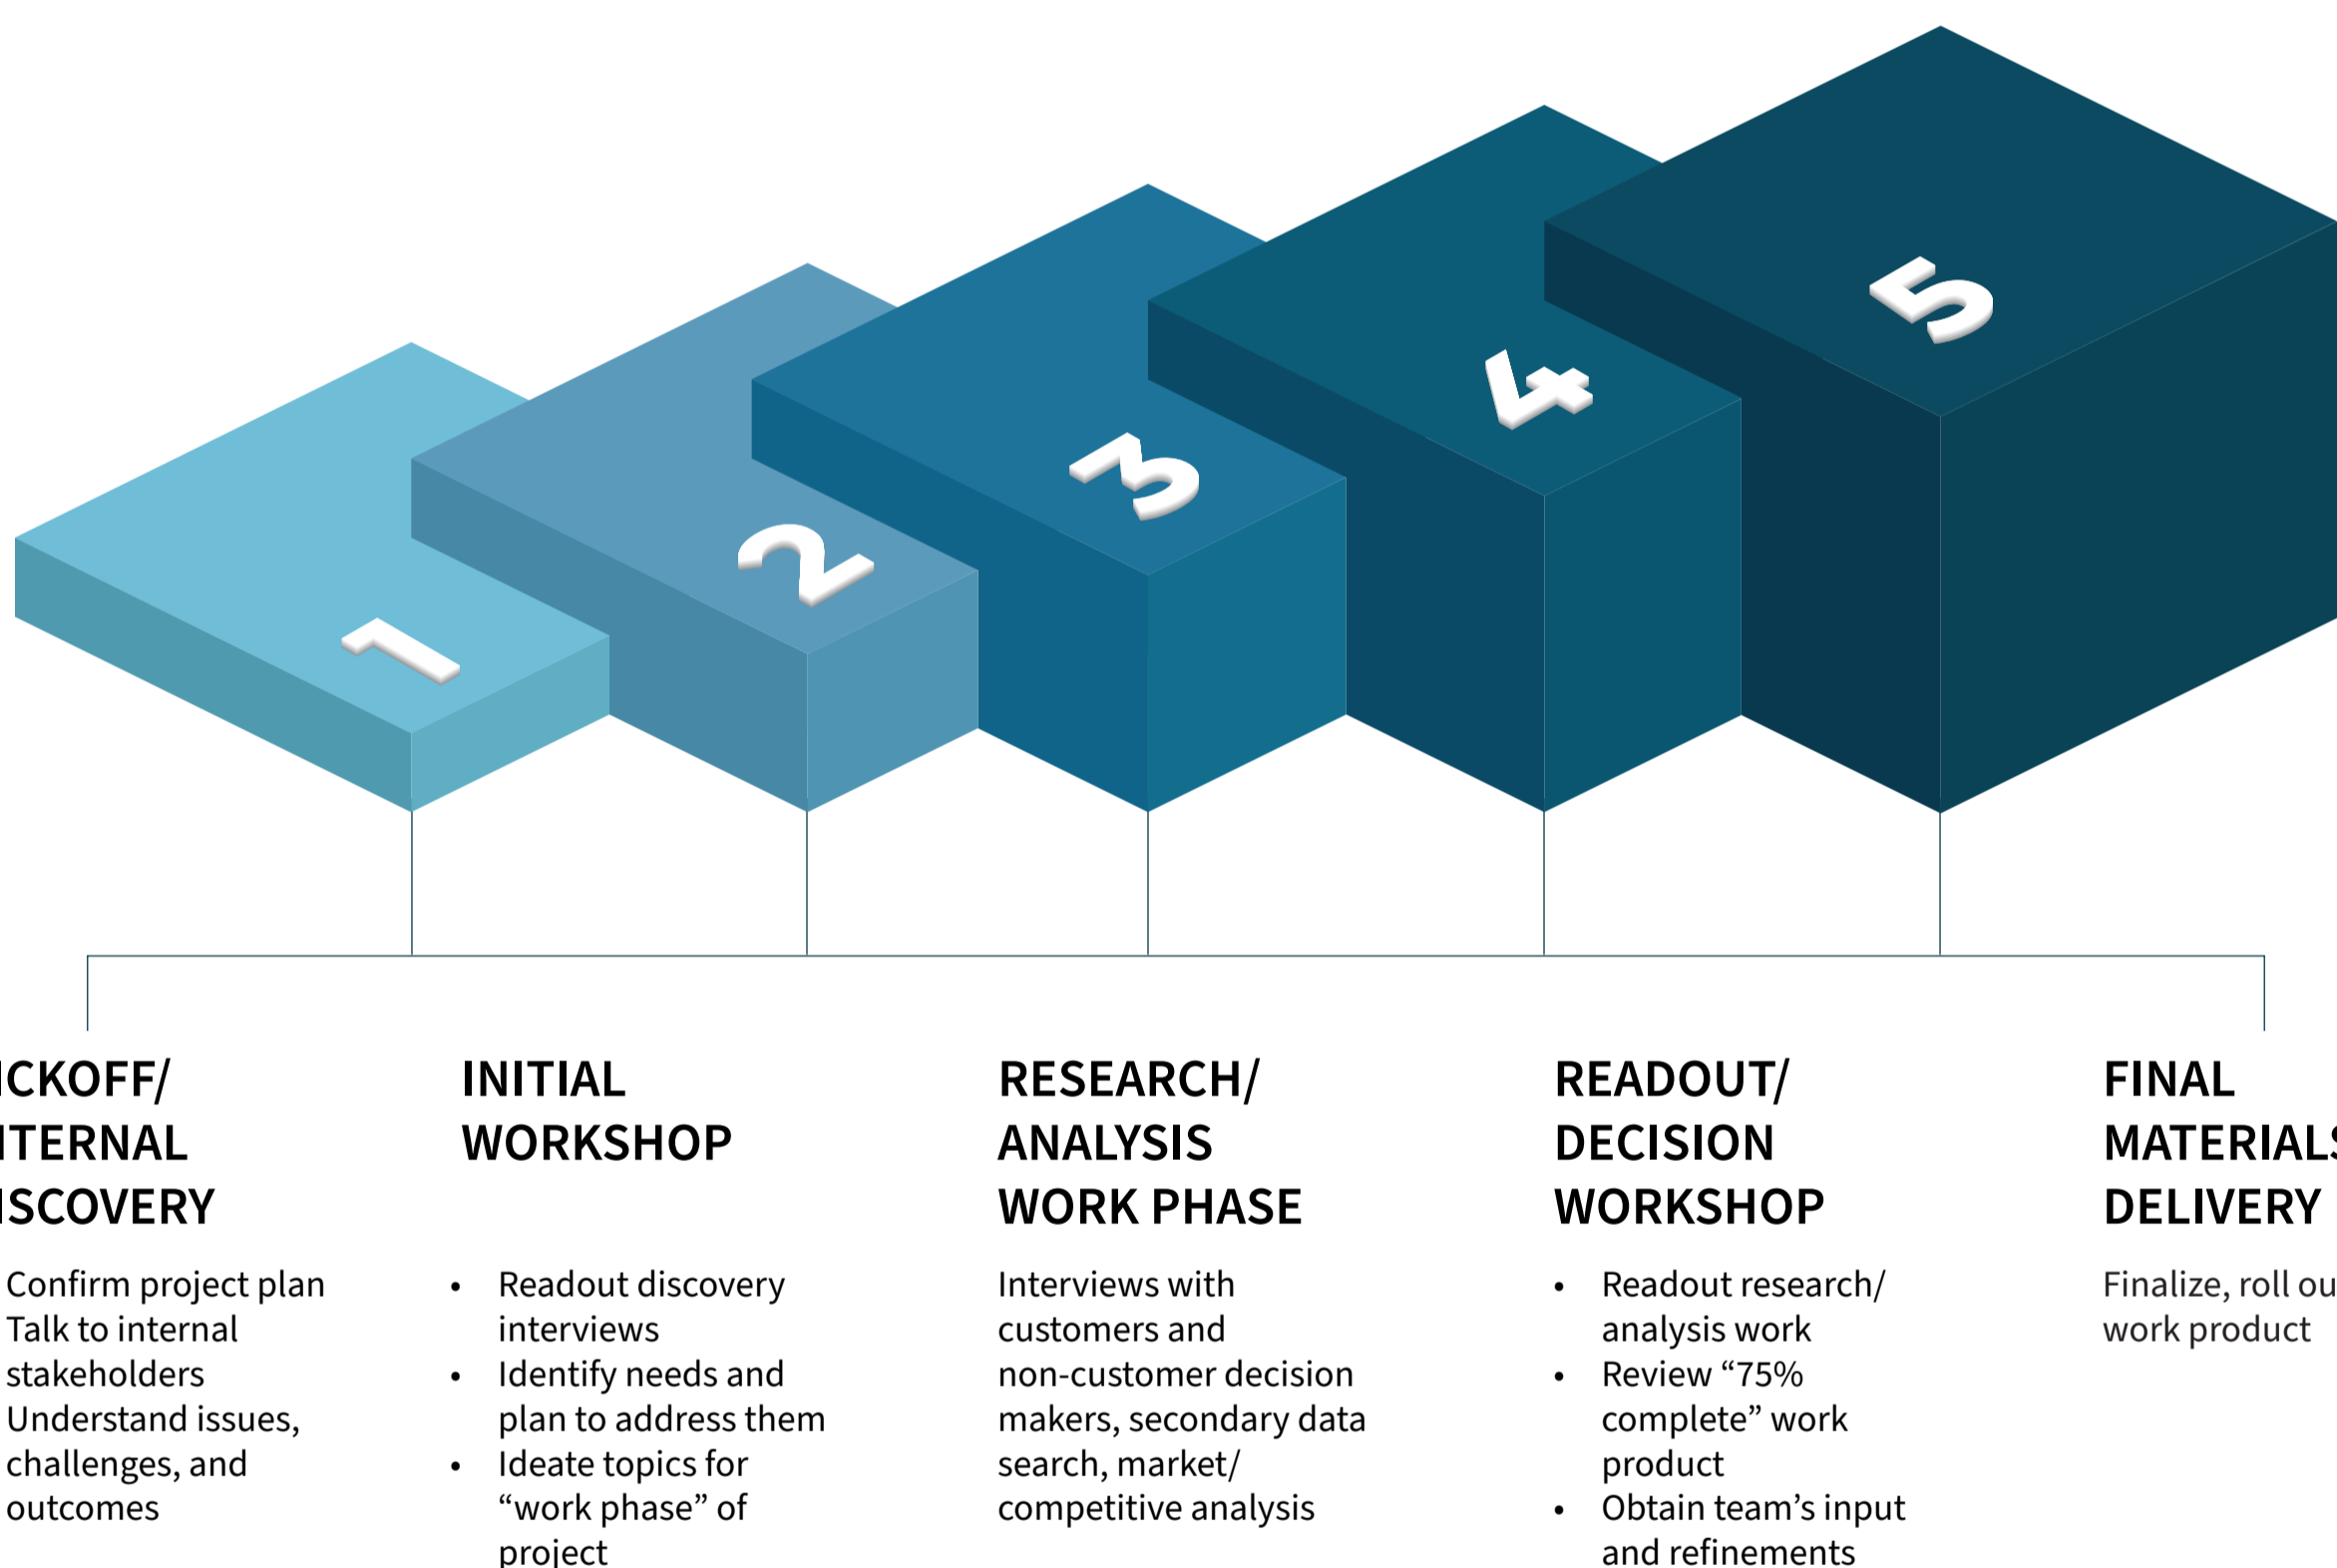 1
2
3
4
5
ICKOFF/
ITERNAL
ISCOVERY
Confirm project plan
Talk to internal
stakeholders
Understand issues,
challenges, and
outcomes
INITIAL
WORKSHOP
• Readout discovery
interviews
• Identify needs and
plan to address them
• Ideate topics for
“work phase” of
project
RESEARCH/
ANALYSIS
WORK PHASE
Interviews with
customers and
non-customer decision
makers, secondary data
search, market/
competitive analysis
READOUT/
DECISION
WORKSHOP
• Readout research/
analysis work
• Review “75%
complete” work
product
• Obtain team’s input
and refinements
FINAL
MATERIALS
DELIVERY
Finalize, roll ou
work product